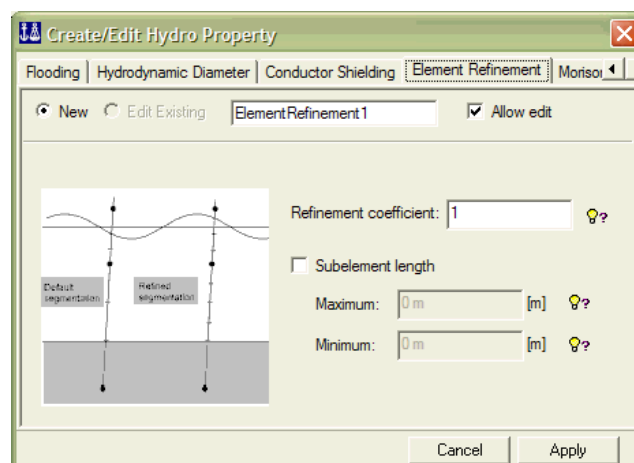 Create/Edit Hydro Property
Flooding Hydrodynamic Diameter Conductor Shielding Element Refinement Moriso
New Edit Existing ElementRefinement1 Allow edit
Refinement coefficient: 1 ?
Default segmentation
Refined segmentation
Subelement length
Maximum: 0 m [m] ?
Minimum: 0 m [m] ?
Cancel Apply